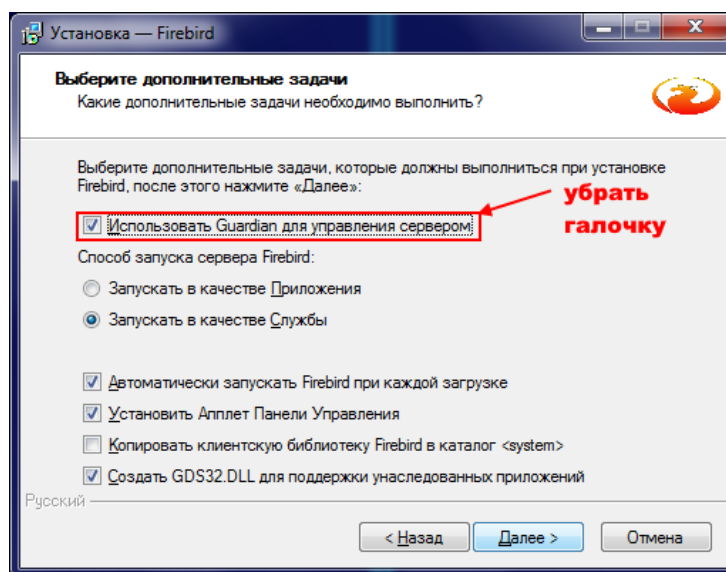 Установка — Firebird
Выберите дополнительные задачи
Какие дополнительные задачи необходимо выполнить?
Выберите дополнительные задачи, которые должны выполниться при установке
Firebird, после этого нажмите «Далее»:
убрать
Использовать Guardian для управления сервером
галочку
Способ запуска сервера Firebird:
Запускать в качестве Приложения
Запускать в качестве Службы
Автоматически запускать Firebird при каждой загрузке
Установить Апплет Панели Управления
Копировать клиентскую библиотеку Firebird в каталог <system>
Создать GDS32.DLL для поддержки унаследованных приложений
Русский
< Назад Далее > Отмена